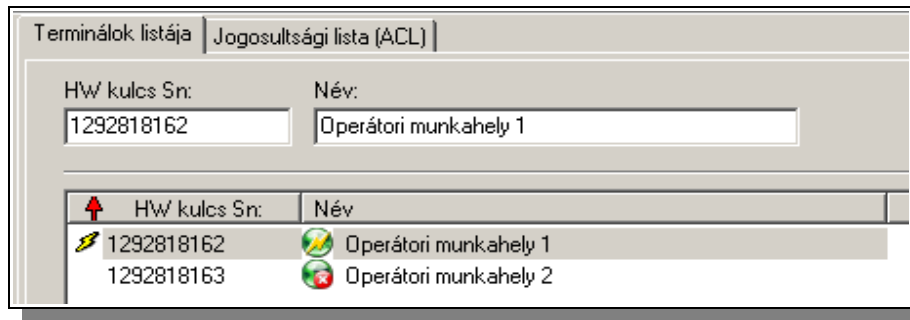 Terminálok listája Jogosultsági lista (ACL)
HW kulcs Sn: Név:
1292818162 Operátori munkahely 1
HW kulcs Sn: Név
1292818162 Operátori munkahely 1
1292818163 Operátori munkahely 2